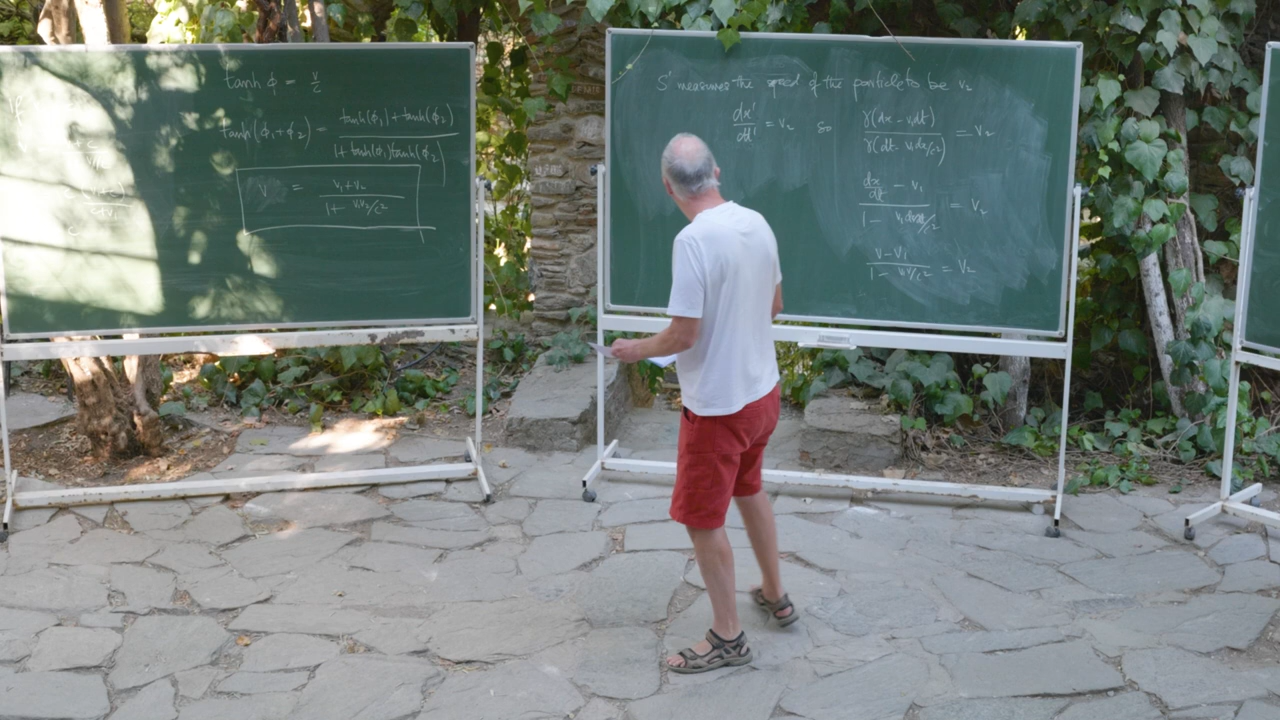 tanh ϕ = v/c
tanh(ϕ₁+ϕ₂) = (tanh(ϕ₁)+tanh(ϕ₂))/(1+tanh(ϕ₁)tanh(ϕ₂))
V = (v₁+v₂)/(1+v₁v₂/c²)
S' measures the speed of the particle to be v₂
dx'/dt' = v₂ so γ(dx - v₁dt)/γ(dt - v₁dx/c²) = v₂
(dx/dt - v₁)/(1 - v₁dx/dt/c²) = v₂
(v-v₁)/(1-v₁v/c²) = v₂